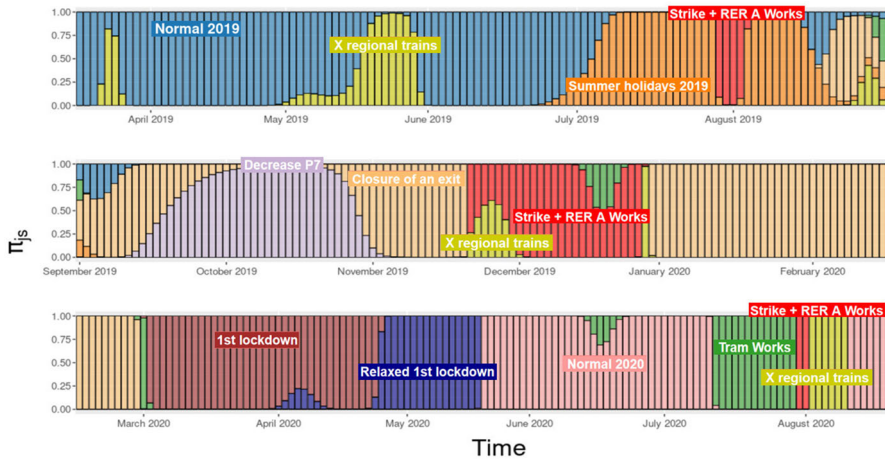 Strike + RER A Works
1.00
Normal 2019
0.75
X regional trains
0.50
Summer holidays 2019
0.25
0.00
April 2019 May 2019 June 2019 July 2019 August 2019
1.00
Decrease P7
Closure of an exit
0.75
0.50
Strike + RER A Works
0.25
X regional trains
0.00
September 2019 October 2019 November 2019 December 2019 January 2020 February 2020
πjs
Strike + RER A Works
1.00
0.75
1st lockdown
Tram Works
0.50
Relaxed 1st lockdown
Normal 2020
X regional trains
0.25
0.00
March 2020 April 2020 May 2020 June 2020 July 2020 August 2020
Time